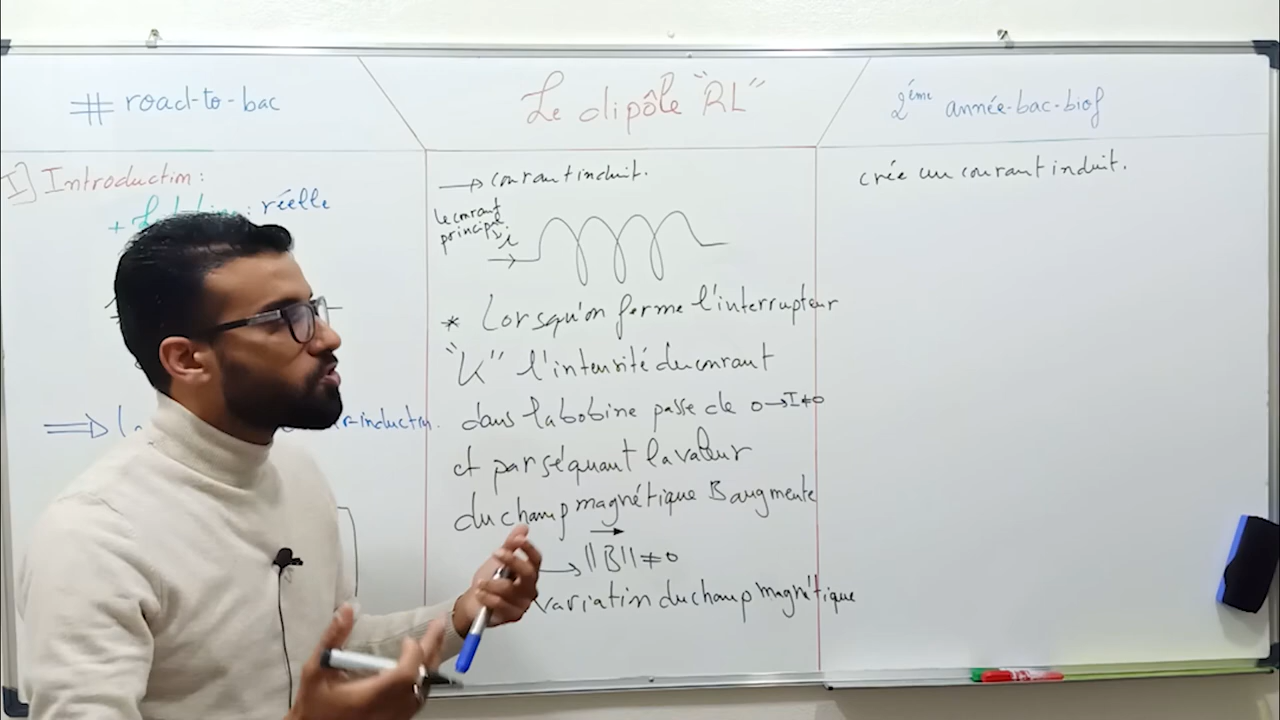 # road-to-bac
Le dipôle "RL"
2ème année-bac-biof
I] Introduction:
réelle
induction.
→ courant induit.
le courant
principal
i
* Lorsqu'on ferme l'interrupteur
"K" l'intensité du courant
dans la bobine passe de 0→I≠0
et par séquant la valeur
du champ magnétique B augmente
→ ||B|| ≠ 0
variation du champ magnétique
crée un courant induit.